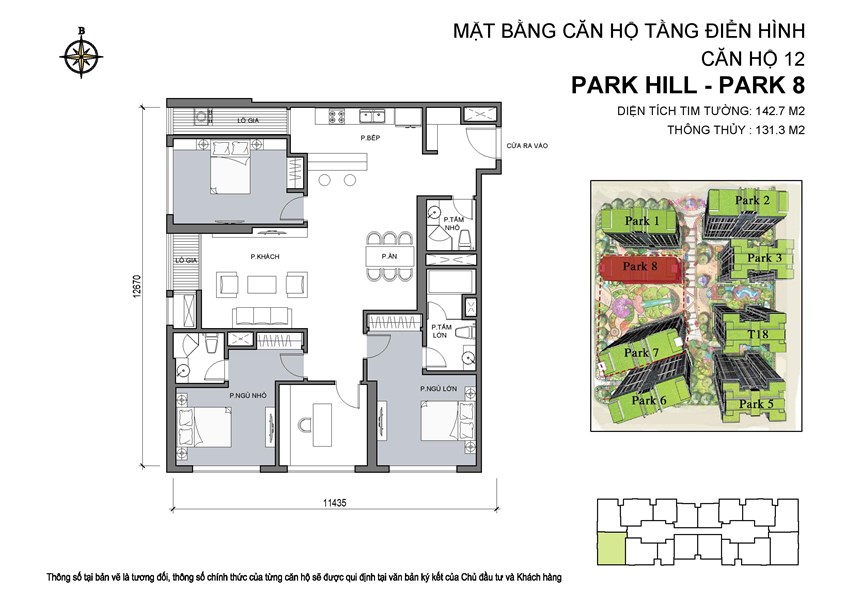 MẶT BẰNG CĂN HỘ TẦNG ĐIỂN HÌNH
CĂN HỘ 12
PARK HILL - PARK 8
DIỆN TÍCH TIM TƯỜNG: 142.7 M2
THÔNG THỦY : 131.3 M2
B
LÔ GIA
P.BẾP
CỬA RA VÀO
P.TẮM
NHỎ
LÔ GIA
P.KHÁCH
P.ĂN
12670
P.TẮM
LỚN
P.NGỦ NHỎ
P.NGỦ LỚN
11435
Park 2
Park 1
Park 3
Park 8
T18
Park 7
Park 6
Park 5
Thông số tại bản vẽ là tương đối, thông số chính thức của từng căn hộ sẽ được qui định tại văn bản ký kết của Chủ đầu tư và Khách hàng